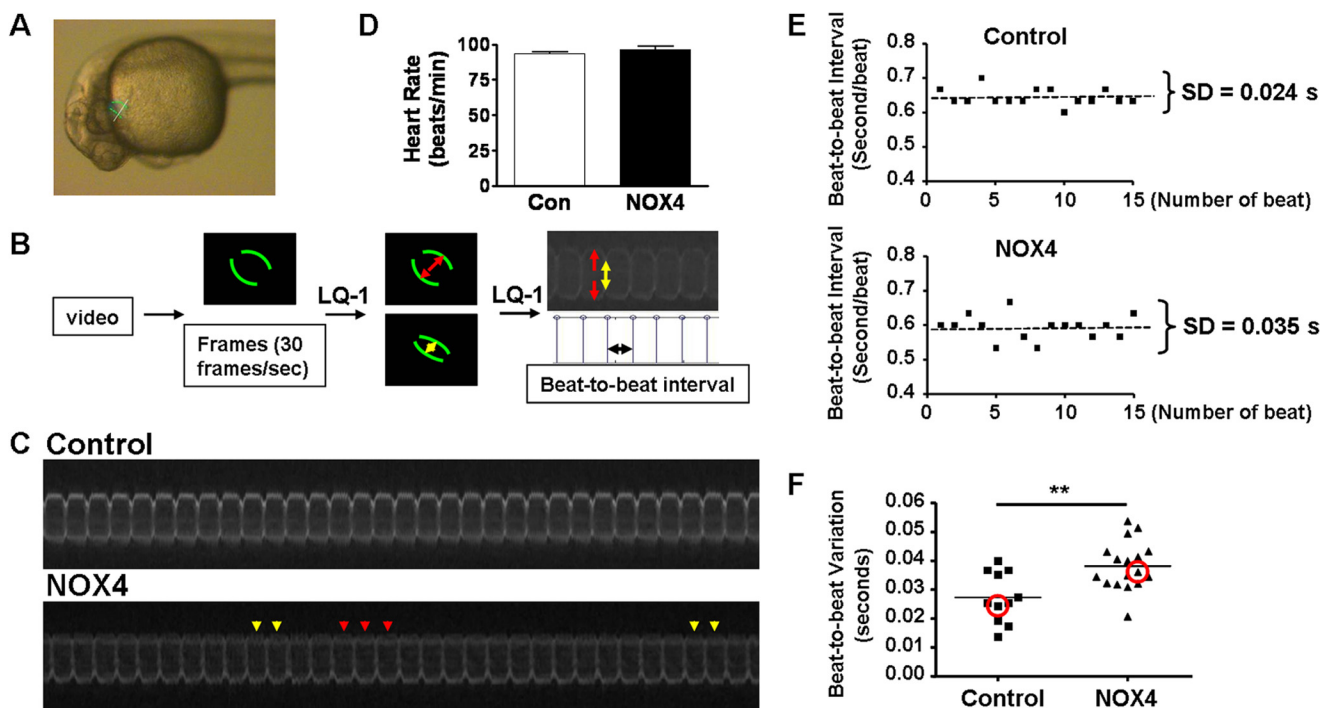 A
D
Heart Rate
(beats/min)
100
75
50
25
0
Con
NOX4
B
video
Frames (30
frames/sec)
LQ-1
LQ-1
Beat-to-beat interval
C
Control
NOX4
E
Control
Beat-to-beat Interval
(Second/beat)
0.8
0.7
0.6
0.5
0.4
0
5
10
15
(Number of beat)
SD = 0.024 s
NOX4
Beat-to-beat Interval
(Second/beat)
0.8
0.7
0.6
0.5
0.4
0
5
10
15
(Number of beat)
SD = 0.035 s
F
Beat-to-beat Variation
(seconds)
0.06
0.05
0.04
0.03
0.02
0.01
0.00
**
Control
NOX4